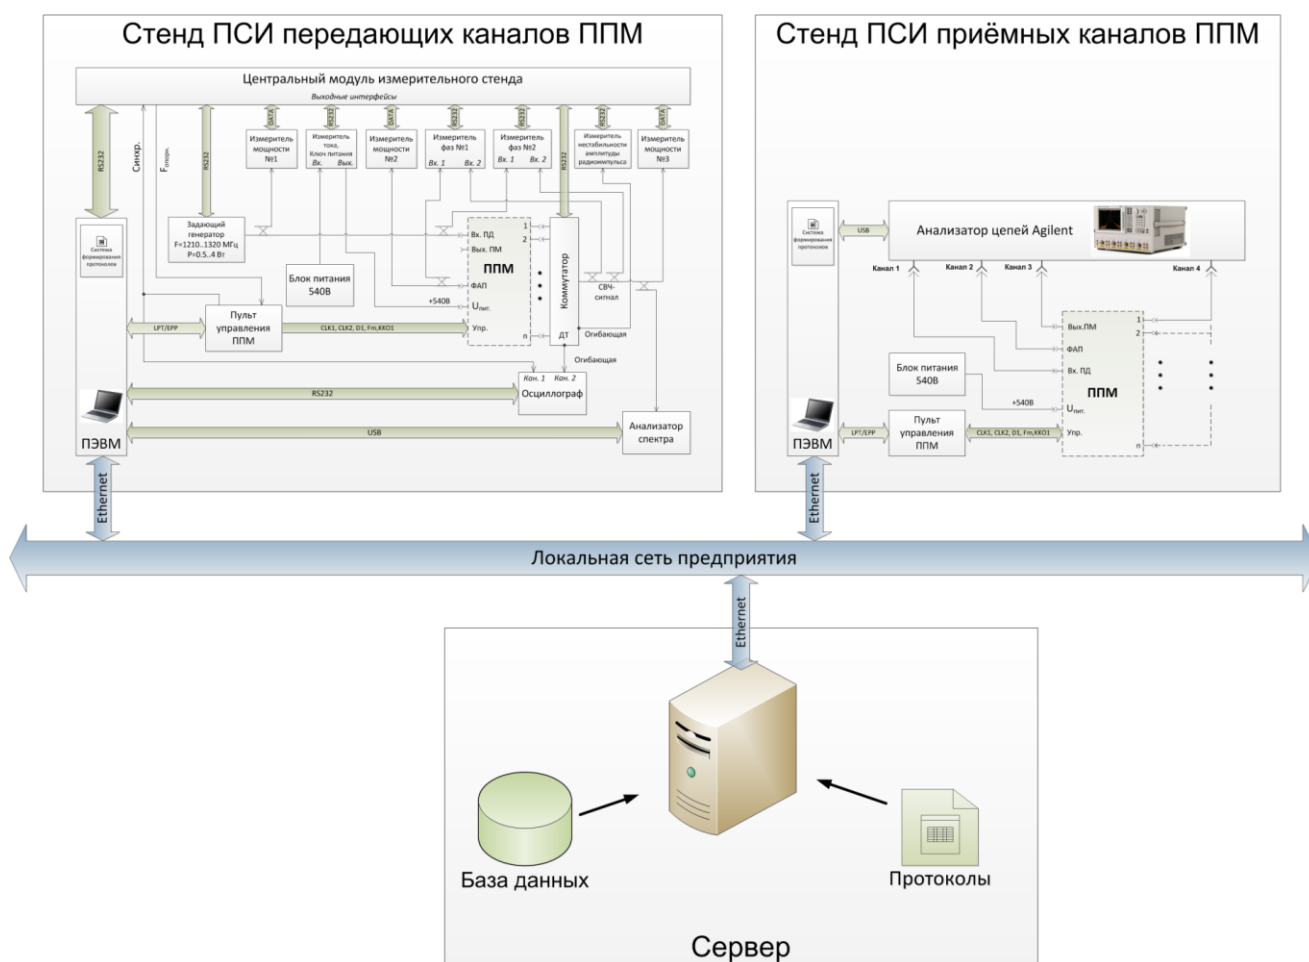 Стенд ПСИ передающих каналов ППМ
Центральный модуль измерительного стенда
Выходные интерфейсы
RS232
Синхр.
Fопорн.
RS232
DATA
RS232
DATA
RS232
RS232
RS232
RS232
DATA
Измеритель
мощности
№1
Измеритель
тока,
Ключ питания
Вх. Вых.
Измеритель
мощности
№2
Измеритель
фаз №1
Вх. 1 Вх. 2
Измеритель
фаз №2
Вх. 1 Вх. 2
Измеритель
нестабильности
амплитуды
радиоимпульса
Измеритель
мощности
№3
Система
формирования
протоколов
Задающий
генератор
F=1210..1320 МГц
P=0.5..4 Вт
Блок питания
540В
+540В
Вх. ПД
Вых. ПМ
ППМ
ФАП
Uпит.
Упр.
1
2
n
Коммутатор
ДТ
СВЧ-
сигнал
Огибающая
Огибающая
LPT/EPP
Пульт
управления
ППМ
CLK1, CLK2, D1, Fm,KKO1
RS232
Кан. 1 Кан. 2
Осциллограф
USB
Анализатор
спектра
ПЭВМ
Ethernet
Стенд ПСИ приёмных каналов ППМ
Система
формирования
протоколов
USB
Анализатор цепей Agilent
Канал 1
Канал 2
Канал 3
Канал 4
Вых.ПМ
ФАП
Вх. ПД
ППМ
Uпит.
Упр.
1
2
n
Блок питания
540В
+540В
LPT/EPP
Пульт
управления
ППМ
CLK1, CLK2, D1, Fm,KKO1
ПЭВМ
Ethernet
Локальная сеть предприятия
Ethernet
База данных
Протоколы
Сервер